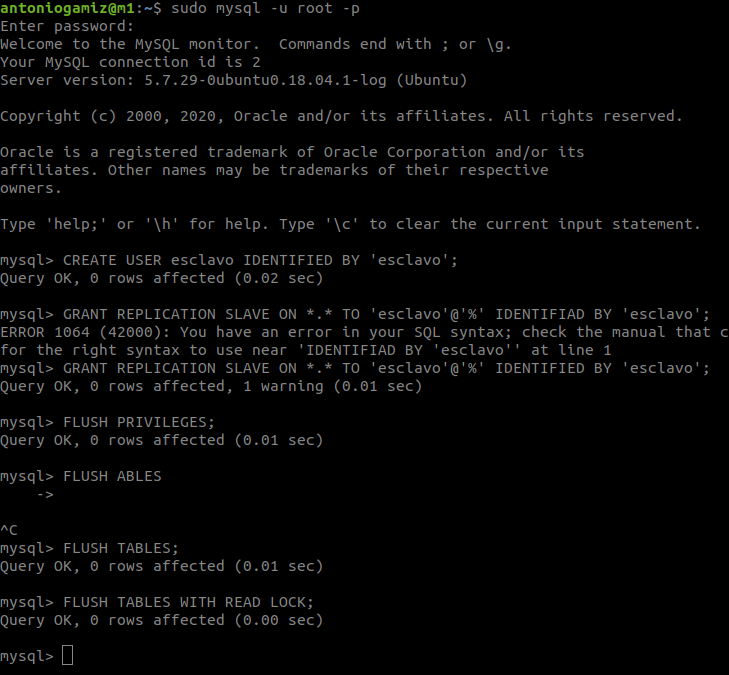 antoniogamiz@m1:~$ sudo mysql -u root -p
Enter password:
Welcome to the MySQL monitor.  Commands end with ; or \g.
Your MySQL connection id is 2
Server version: 5.7.29-0ubuntu0.18.04.1-log (Ubuntu)

Copyright (c) 2000, 2020, Oracle and/or its affiliates. All rights reserved.

Oracle is a registered trademark of Oracle Corporation and/or its
affiliates. Other names may be trademarks of their respective
owners.

Type 'help;' or '\h' for help. Type '\c' to clear the current input statement.

mysql> CREATE USER esclavo IDENTIFIED BY 'esclavo';
Query OK, 0 rows affected (0.02 sec)

mysql> GRANT REPLICATION SLAVE ON *.* TO 'esclavo'@'%' IDENTIFIAD BY 'esclavo';
ERROR 1064 (42000): You have an error in your SQL syntax; check the manual that c
for the right syntax to use near 'IDENTIFIAD BY 'esclavo'' at line 1
mysql> GRANT REPLICATION SLAVE ON *.* TO 'esclavo'@'%' IDENTIFIED BY 'esclavo';
Query OK, 0 rows affected, 1 warning (0.01 sec)

mysql> FLUSH PRIVILEGES;
Query OK, 0 rows affected (0.01 sec)

mysql> FLUSH ABLES
    ->

^C
mysql> FLUSH TABLES;
Query OK, 0 rows affected (0.01 sec)

mysql> FLUSH TABLES WITH READ LOCK;
Query OK, 0 rows affected (0.00 sec)

mysql>